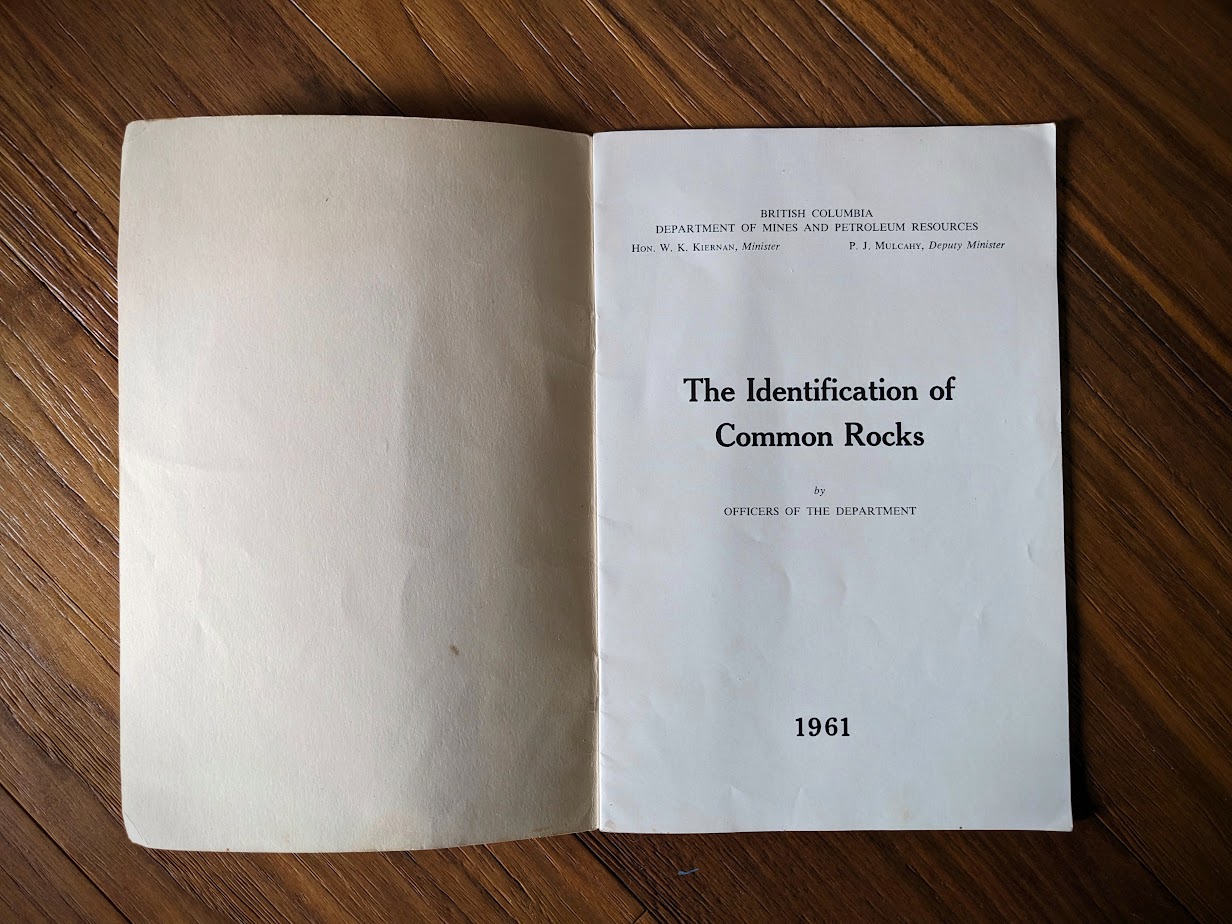 BRITISH COLUMBIA
DEPARTMENT OF MINES AND PETROLEUM RESOURCES
HON. W. K. KIERNAN, Minister P. J. MULCAHY, Deputy Minister
The Identification of
Common Rocks
by
OFFICERS OF THE DEPARTMENT
1961